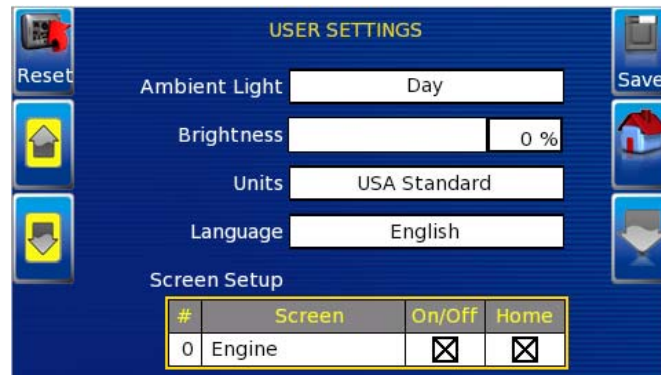 USER SETTINGS
Reset
Save
Ambient Light Day
Brightness 0 %
Units USA Standard
Language English
Screen Setup
# Screen On/Off Home
0 Engine